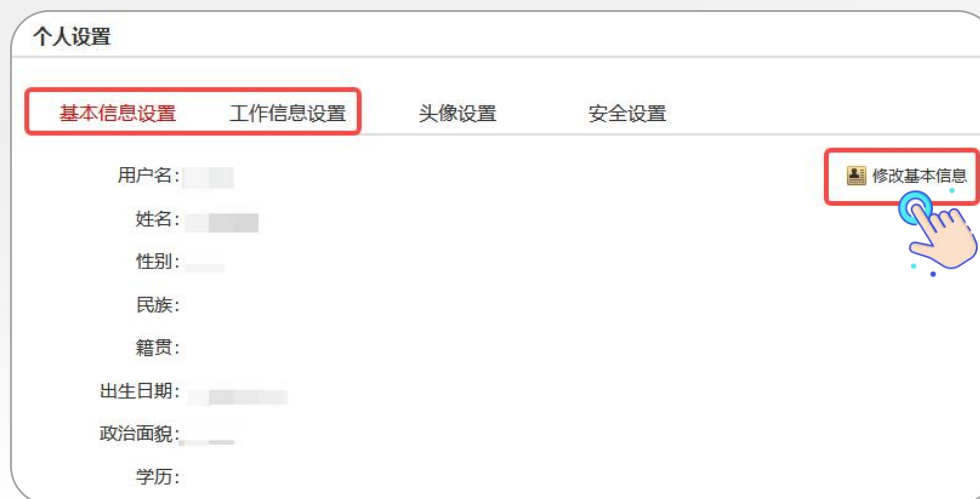 个人设置
基本信息设置 工作信息设置 头像设置 安全设置
用户名: 修改基本信息
姓名:
性别:
民族:
籍贯:
出生日期:
政治面貌:
学历: